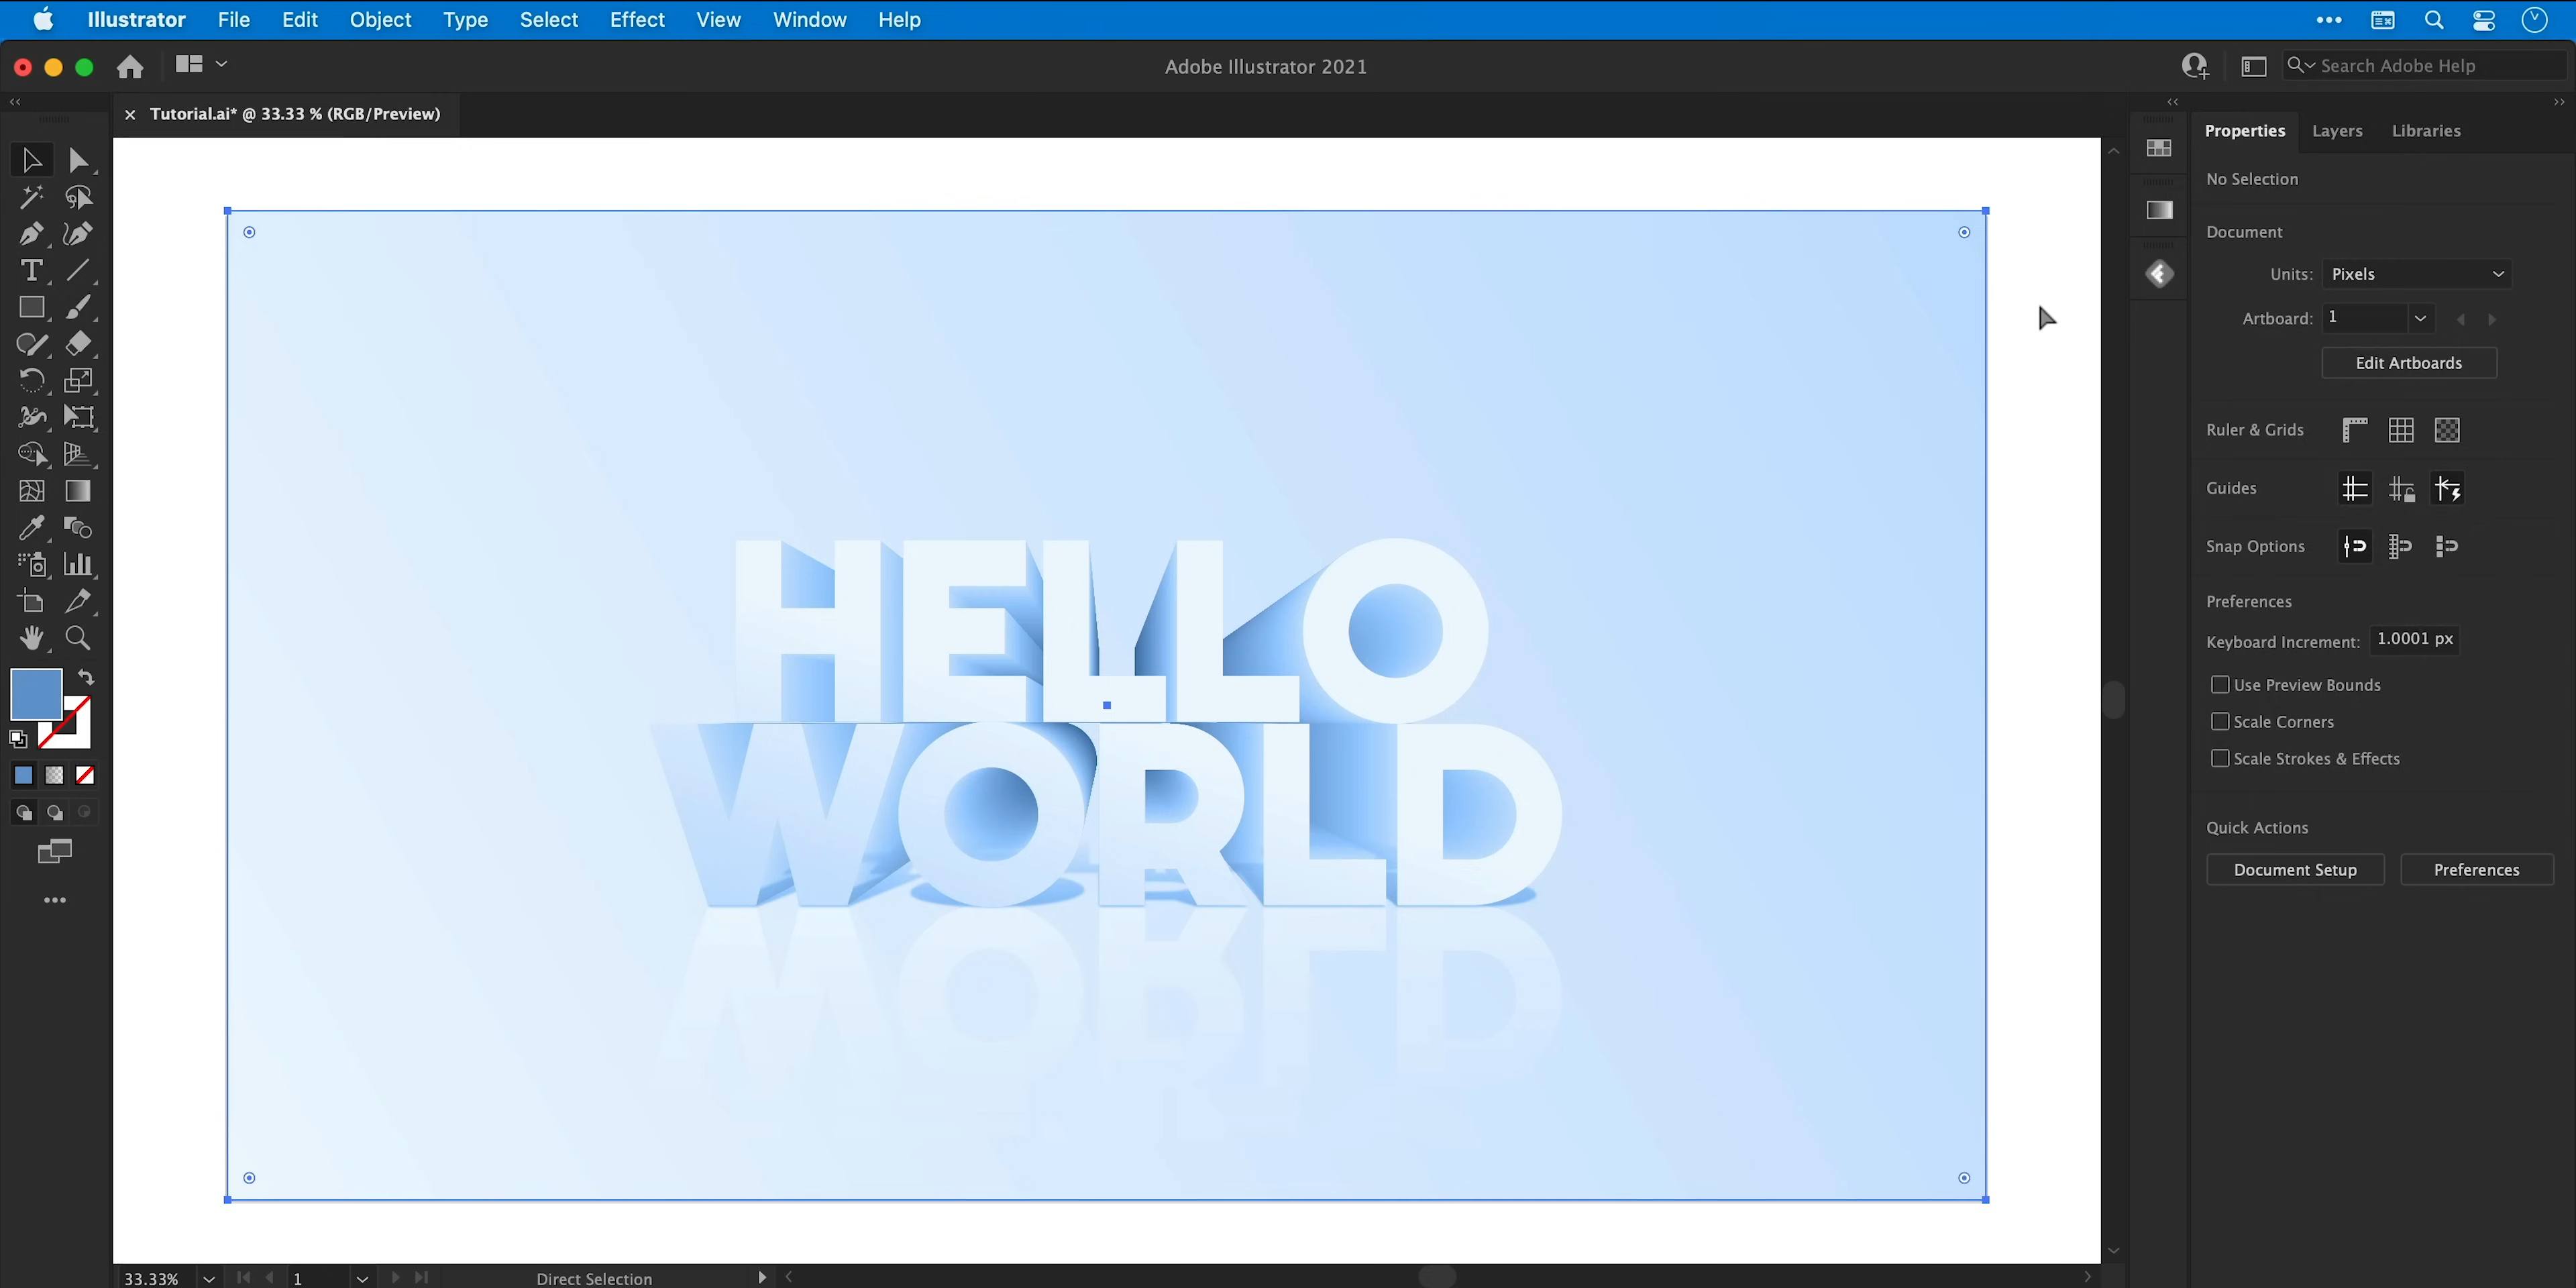 Illustrator File Edit Object Type Select Effect View Window Help
Adobe Illustrator 2021
Search Adobe Help
Tutorial.ai* @ 33.33 % (RGB/Preview)
Properties Layers Libraries
No Selection
Document
Units: Pixels
Artboard: 1
Edit Artboards
Ruler & Grids
Guides
Snap Options
Preferences
Keyboard Increment: 1.0001 px
Use Preview Bounds
Scale Corners
Scale Strokes & Effects
Quick Actions
Document Setup Preferences
HELLO
WORLD
33.33% 1 Direct Selection